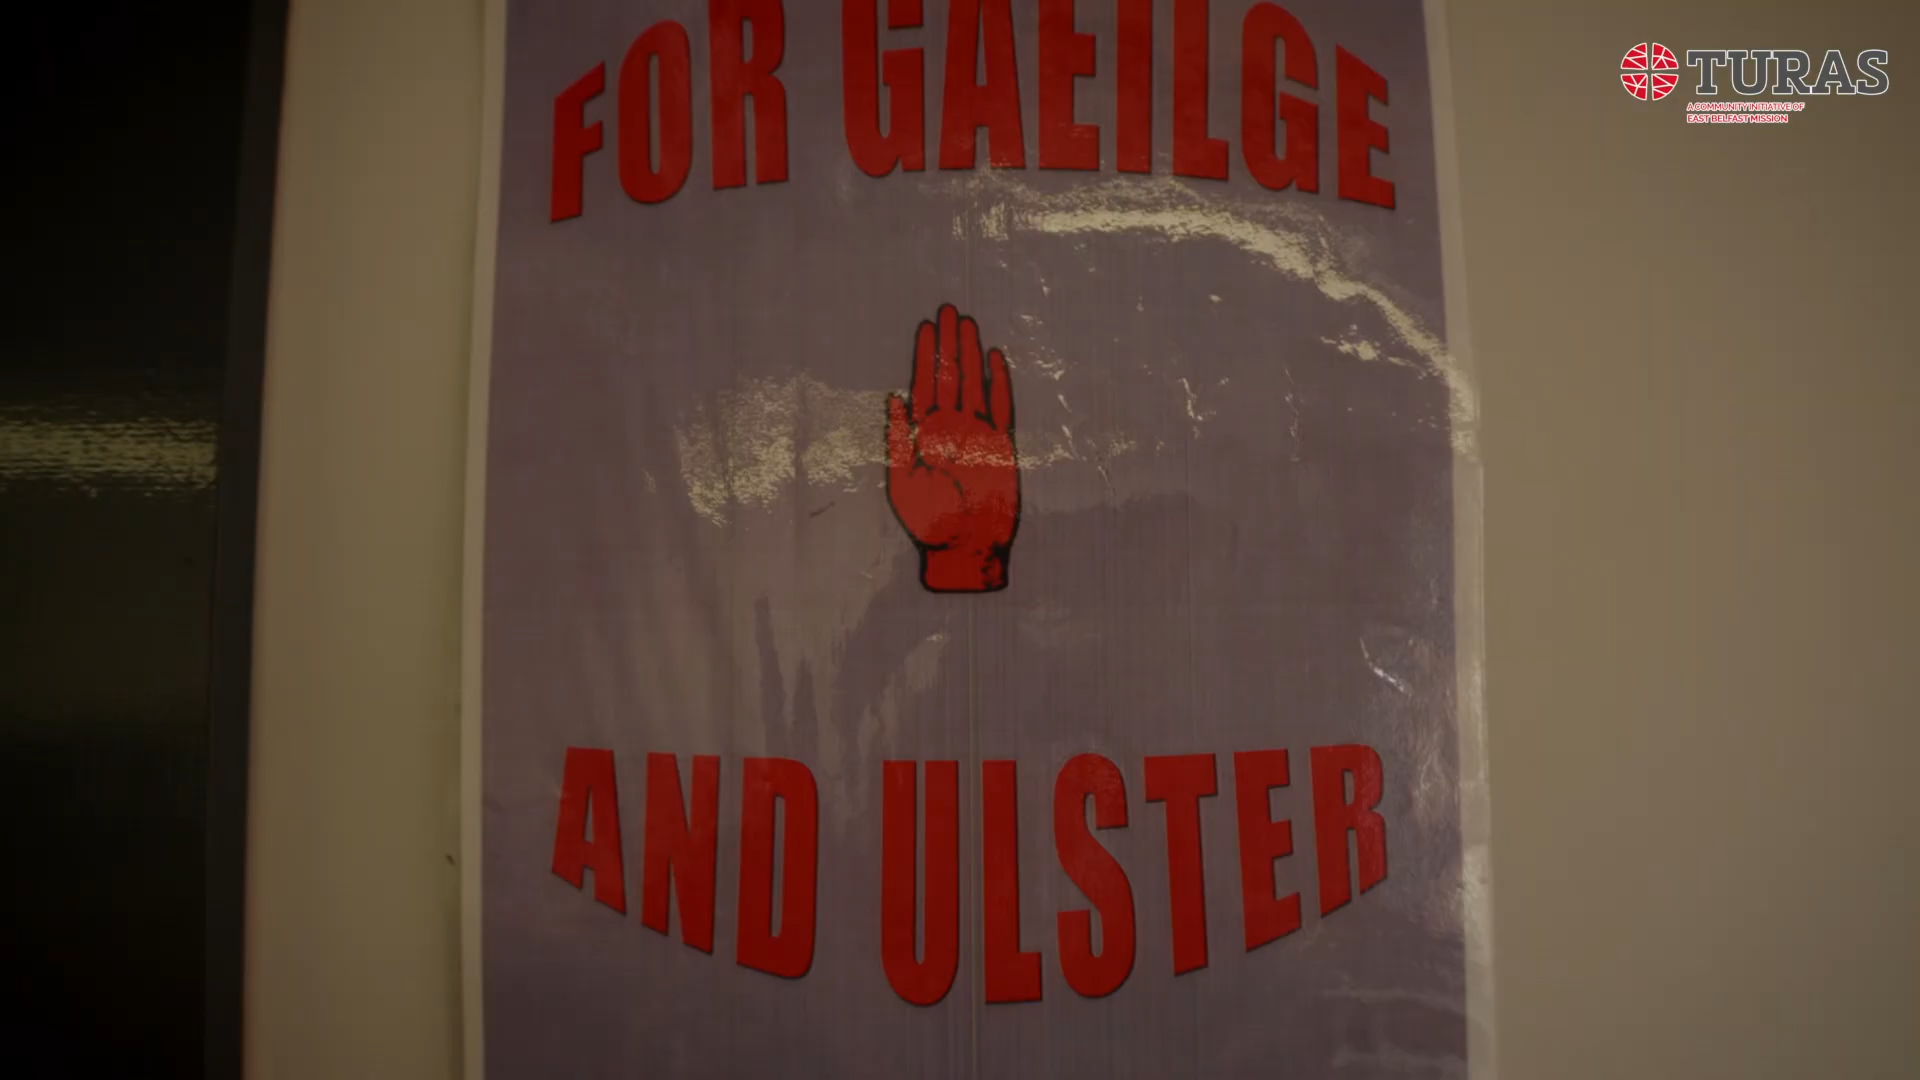 FOR GAEILGE
TURAS
A COMMUNITY INITIATIVE OF
EAST BELFAST MISSION
AND ULSTER